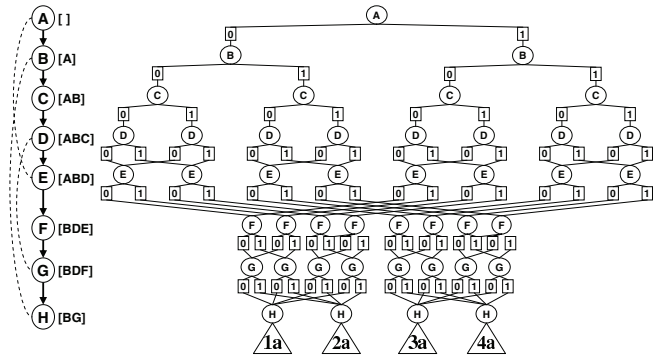 A [ ]
B [A]
C [AB]
D [ABC]
E [ABD]
F [BDE]
G [BDF]
H [BG]
A
0 1
B B
0 1 0 1
C C C C
0 1 0 1 0 1 0 1
D D D D D D D D
0 1 0 1 0 1 0 1 0 1 0 1 0 1 0 1
E E E E E E E E
0 1 0 1 0 1 0 1 0 1 0 1 0 1 0 1
F F F F F F F F
0 1 0 1 0 1 0 1 0 1 0 1 0 1 0 1
G G G G G G G G
0 1 0 1 0 1 0 1 0 1 0 1 0 1 0 1
H H H H
1a 2a 3a 4a